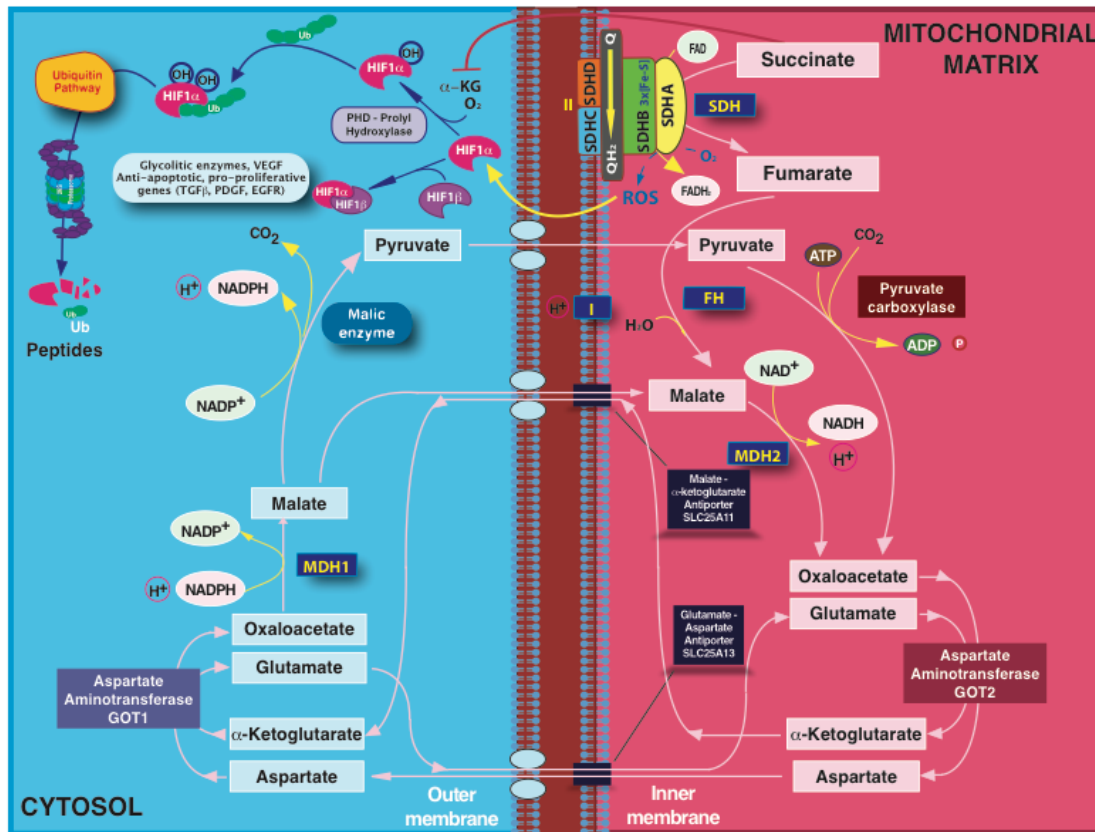 MITOCHONDRIAL
MATRIX
Ub
OH
Ubiquitin
Pathway
OH OH
HIF1α
Ub
HIF1α
α-KG
O₂
PHD - Prolyl
Hydroxylase
HIF1α
Glycolitic enzymes, VEGF
Anti-apoptotic, pro-proliferative
genes (TGFβ, PDGF, EGFR)
HIF1α
HIF1β
HIF1β
Ub
Ub
Peptides
II
SDHC
SDHD
Q
QH₂
SDHB
3x[Fe-S]
SDHA
FAD
SDH
O₂
FADH₂
ROS
Succinate
Fumarate
CO₂
Pyruvate
Pyruvate
H⁺
NADPH
Malic
enzyme
NADP⁺
ATP
CO₂
Pyruvate
carboxylase
ADP
P
H⁺
I
H₂O
FH
Malate
NAD⁺
NADH
H⁺
MDH2
Malate -
α-ketoglutarate
Antiporter
SLC25A11
Malate
NADP⁺
MDH1
H⁺
NADPH
Oxaloacetate
Glutamate
Aspartate
Aminotransferase
GOT1
α-Ketoglutarate
Aspartate
Oxaloacetate
Glutamate
Glutamate -
Aspartate
Antiporter
SLC25A13
Aspartate
Aminotransferase
GOT2
α-Ketoglutarate
Aspartate
CYTOSOL
Outer
membrane
Inner
membrane